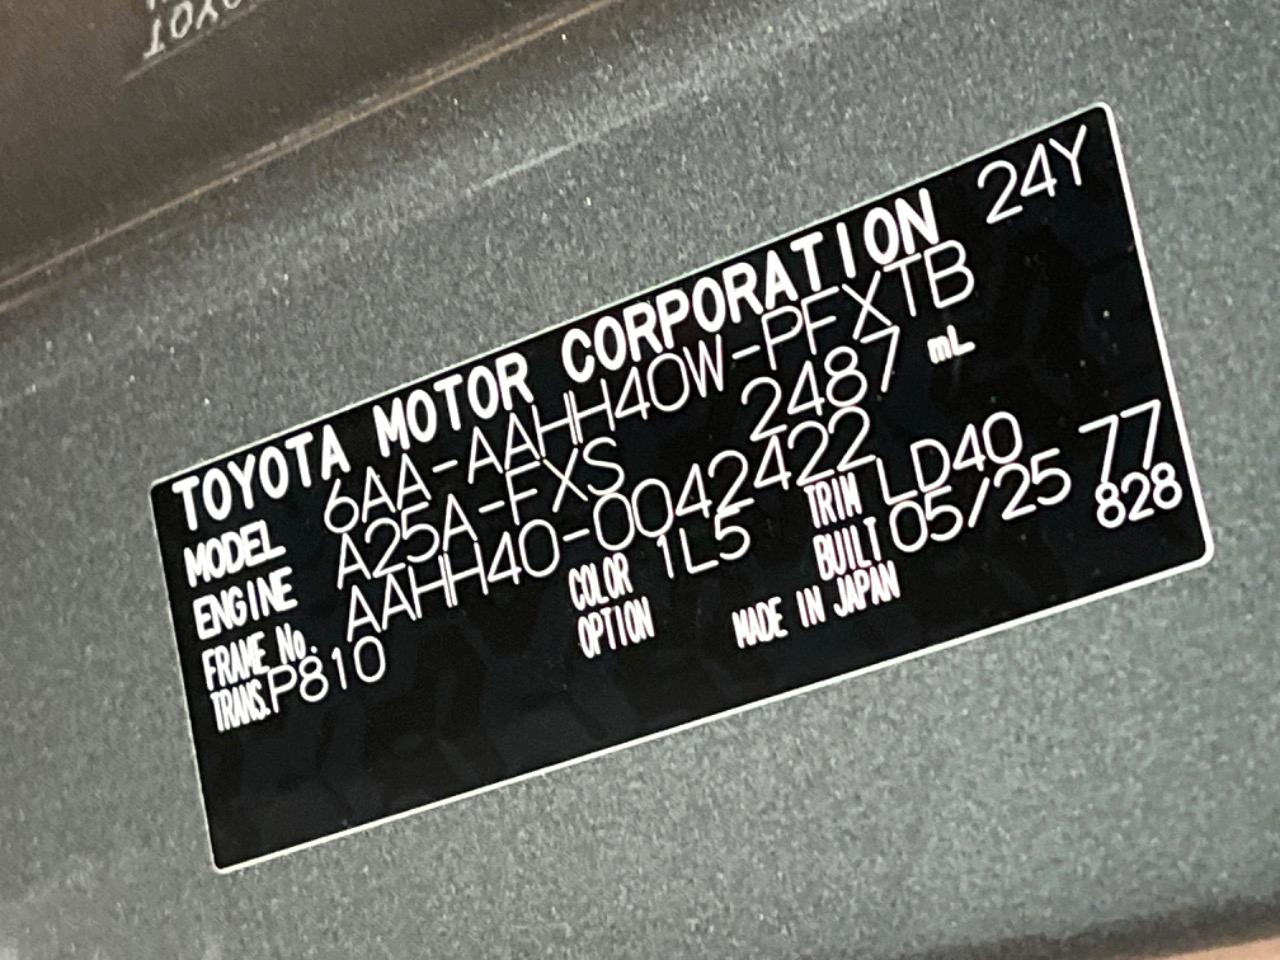 TOYOTA MOTOR CORPORATION 24Y
MODEL 6AA-AAHH40W-PFXTB
ENGINE A25A-FXS 2487 mL
FRAME No. AAHH40-0042422
TRANS. P810 COLOR 1L5 TRIM LD40 77
OPTION BUILT 05/25 828
MADE IN JAPAN